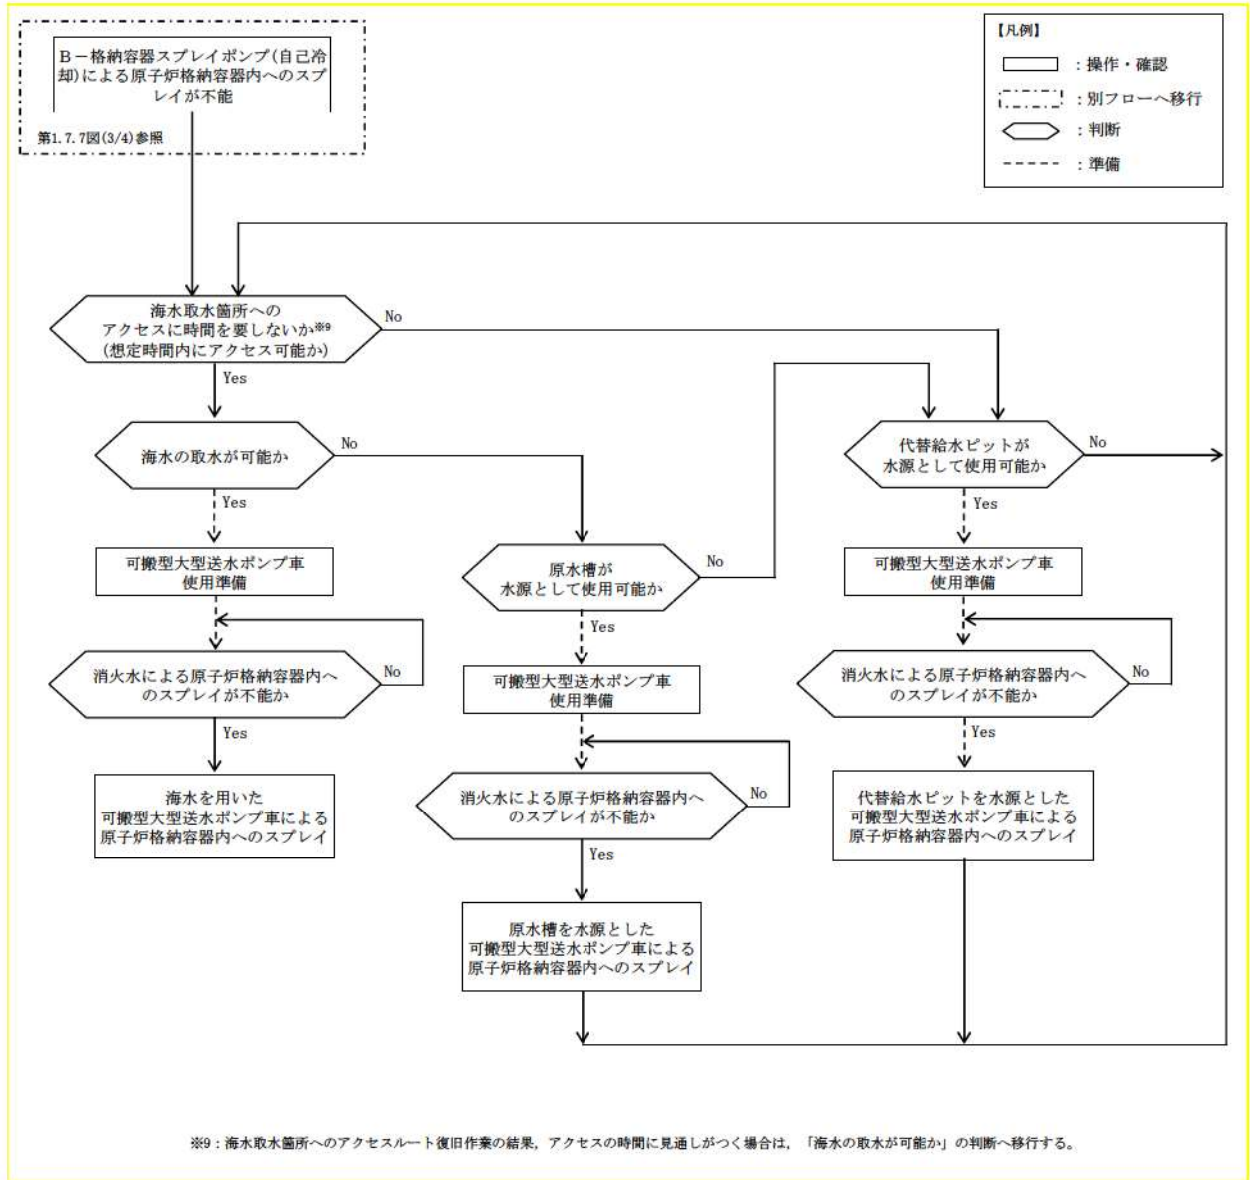 B－格納容器スプレイポンプ(自己冷
却)による原子炉格納容器内へのスプ
レイが不能
第1.7.7図(3/4)参照
【凡例】
：操作・確認
：別フローへ移行
：判断
：準備
海水取水箇所への
アクセスに時間を要しないか※9
(想定時間内にアクセス可能か)
No
Yes
海水の取水が可能か
No
Yes
可搬型大型送水ポンプ車
使用準備
消火水による原子炉格納容器内へ
のスプレイが不能か
No
Yes
海水を用いた
可搬型大型送水ポンプ車による
原子炉格納容器内へのスプレイ
原水槽が
水源として使用可能か
No
Yes
可搬型大型送水ポンプ車
使用準備
消火水による原子炉格納容器内へ
のスプレイが不能か
No
Yes
原水槽を水源とした
可搬型大型送水ポンプ車による
原子炉格納容器内へのスプレイ
代替給水ピットが
水源として使用可能か
No
Yes
可搬型大型送水ポンプ車
使用準備
消火水による原子炉格納容器内へ
のスプレイが不能か
No
Yes
代替給水ピットを水源とした
可搬型大型送水ポンプ車による
原子炉格納容器内へのスプレイ
※9：海水取水箇所へのアクセスルート復旧作業の結果，アクセスの時間に見通しがつく場合は，「海水の取水が可能か」の判断へ移行する。